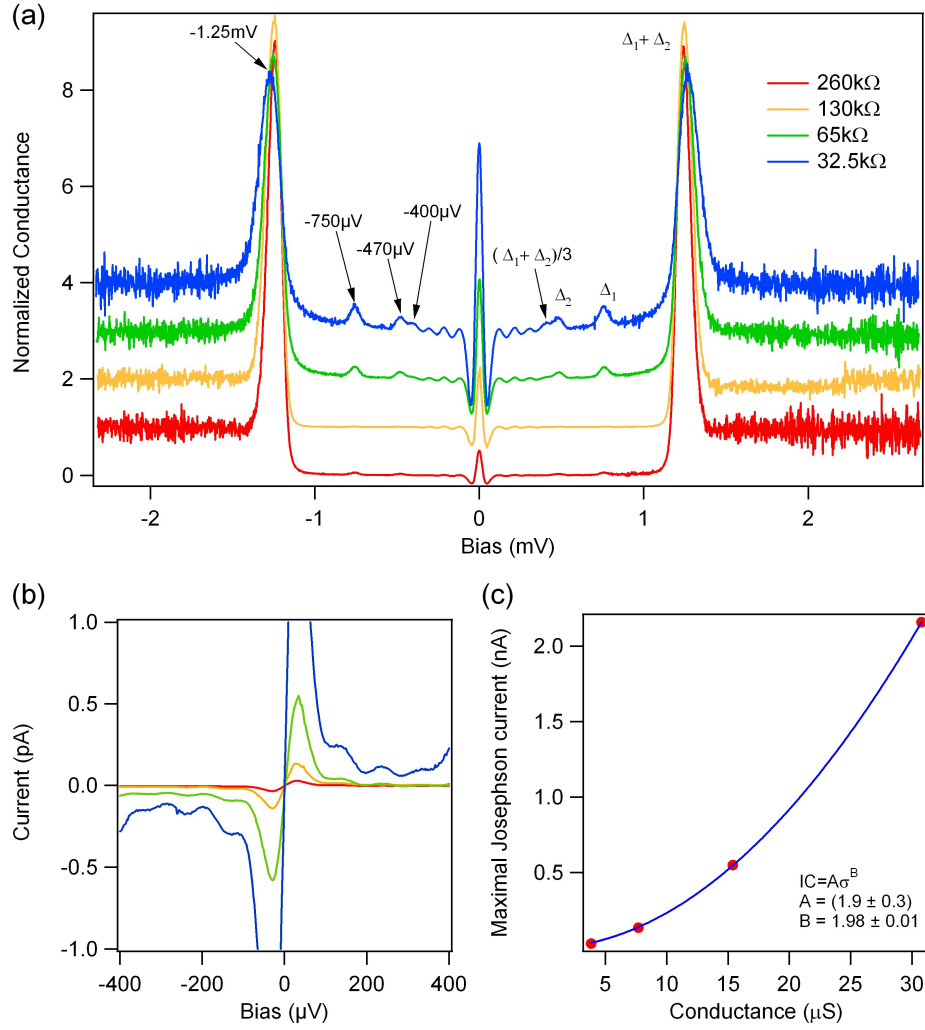 (a)
-1.25mV
Δ1+ Δ2
260kΩ
130kΩ
65kΩ
32.5kΩ
-750µV
-470µV
-400µV
(Δ1+ Δ2)/3
Δ2
Δ1
Normalized Conductance
8
6
4
2
0
-2
-1
0
1
2
Bias (mV)
(b)
Current (pA)
1.0
0.5
0.0
-0.5
-1.0
-400
-200
0
200
400
Bias (µV)
(c)
Maximal Josephson current (nA)
2.0
1.5
1.0
0.5
IC=Aσ^B
A = (1.9 ± 0.3)
B = 1.98 ± 0.01
5
10
15
20
25
30
Conductance (µS)